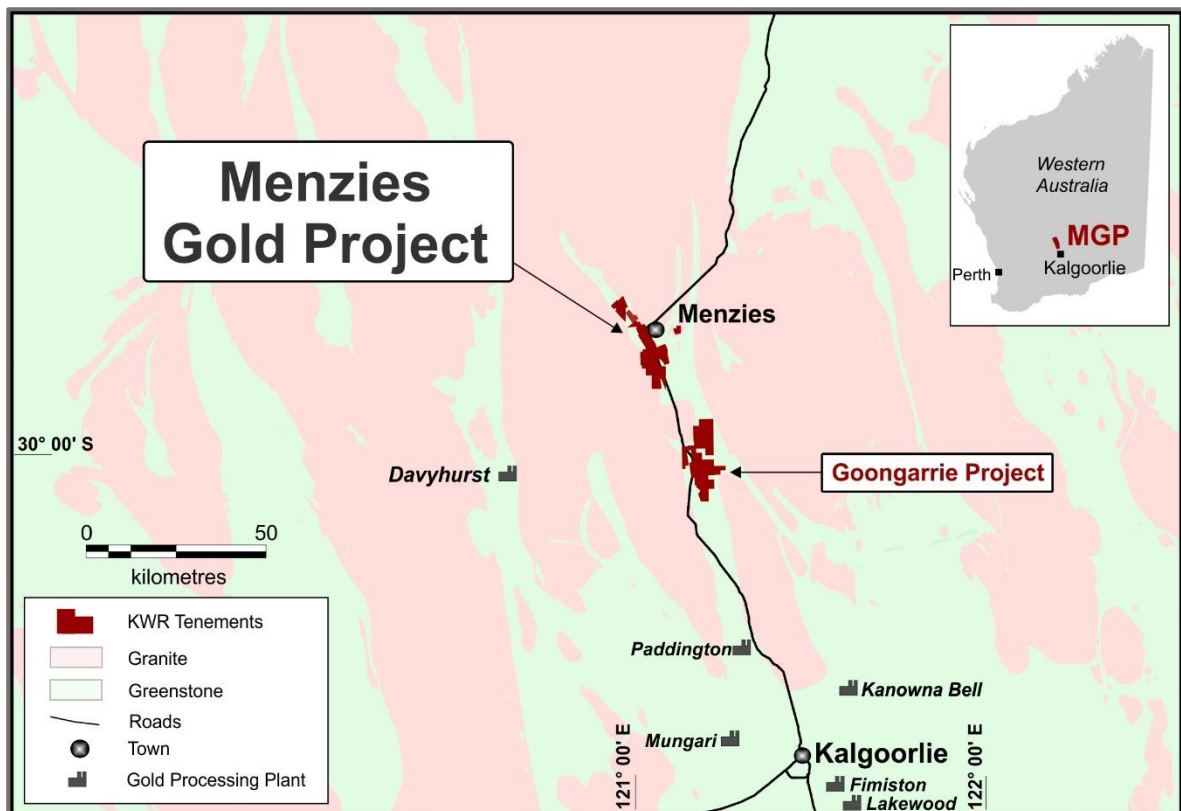 Menzies
Gold Project
Western
Australia
MGP
Perth
Kalgoorlie
Menzies
30° 00' S
Davyhurst
Goongarrie Project
0 50
kilometres
KWR Tenements
Granite
Greenstone
Roads
Town
Gold Processing Plant
Paddington
Kanowna Bell
Mungari
121° 00' E
Kalgoorlie
122° 00' E
Fimiston
Lakewood